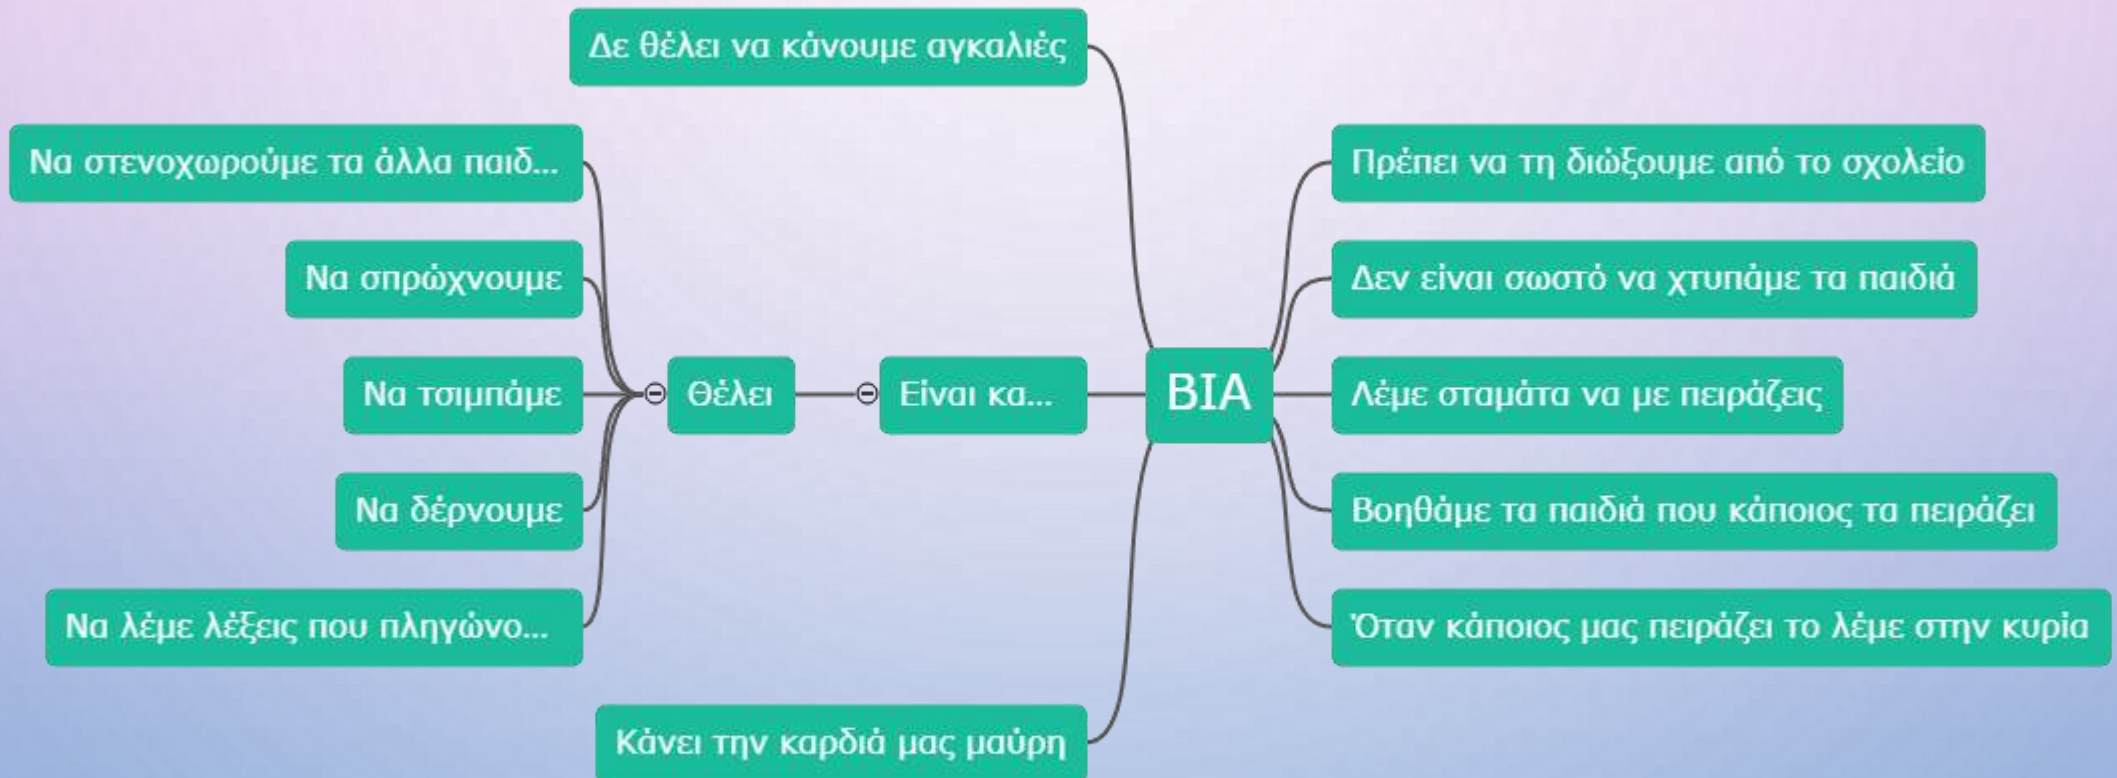 Δε θέλει να κάνουμε αγκαλιές
Να στενοχωρούμε τα άλλα παιδ...
Να σπρώχνουμε
Να τσιμπάμε
Να δέρνουμε
Να λέμε λέξεις που πληγώνο...
Θέλει
Είναι κα...
Κάνει την καρδιά μας μαύρη
ΒΙΑ
Πρέπει να τη διώξουμε από το σχολείο
Δεν είναι σωστό να χτυπάμε τα παιδιά
Λέμε σταμάτα να με πειράζεις
Βοηθάμε τα παιδιά που κάποιος τα πειράζει
Όταν κάποιος μας πειράζει το λέμε στην κυρία